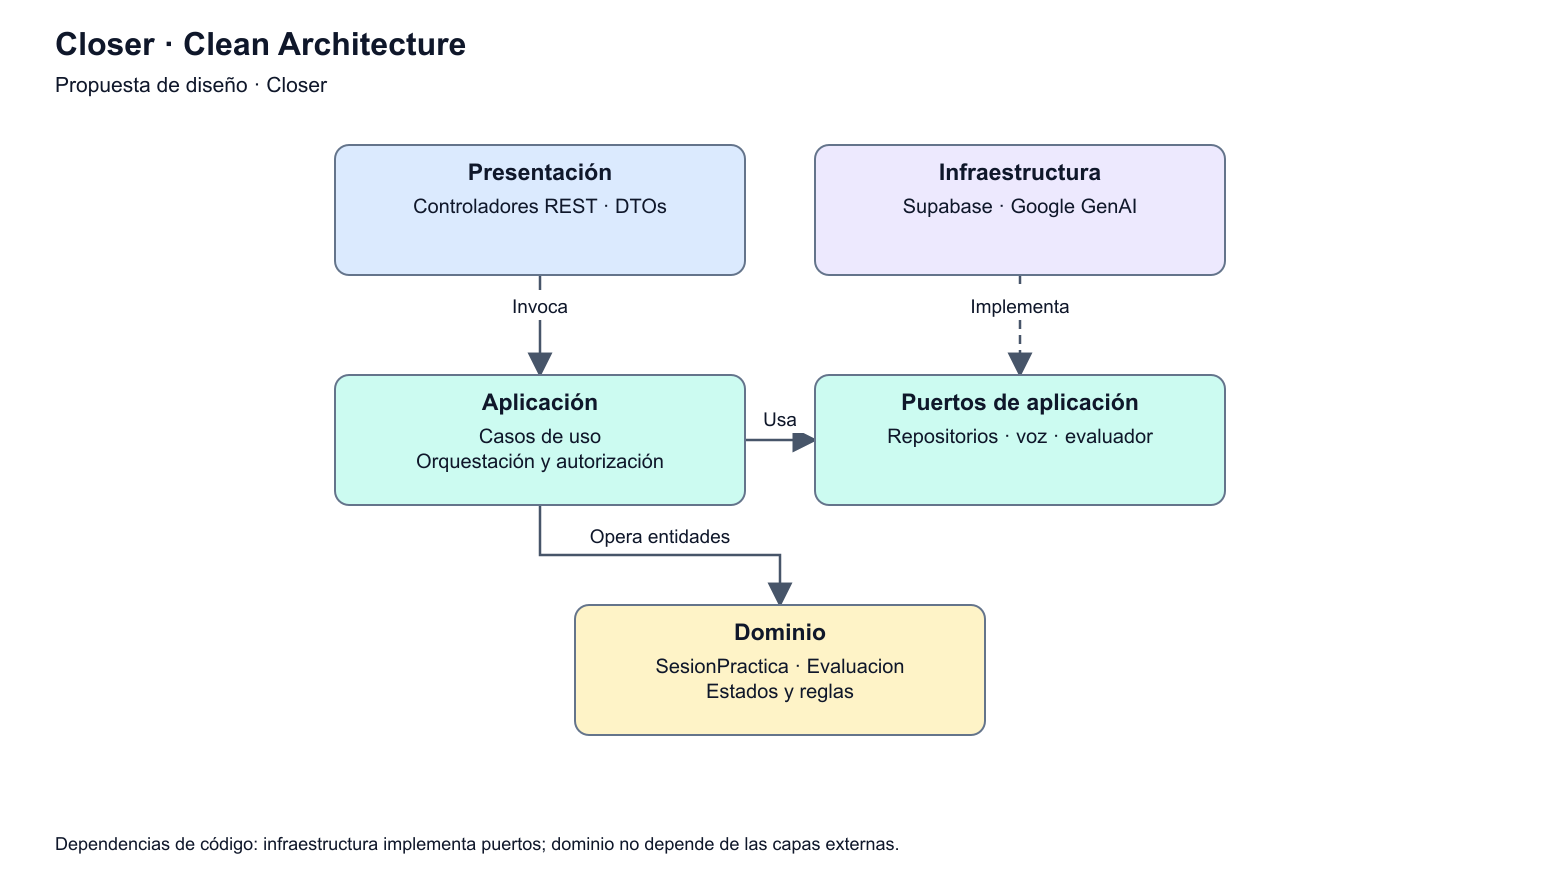 Closer · Clean Architecture
Propuesta de diseño · Closer
Presentación
Controladores REST · DTOs
Infraestructura
Supabase · Google GenAI
Invoca
Implementa
Aplicación
Casos de uso
Orquestación y autorización
Usa
Puertos de aplicación
Repositorios · voz · evaluador
Opera entidades
Dominio
SesionPractica · Evaluacion
Estados y reglas
Dependencias de código: infraestructura implementa puertos; dominio no depende de las capas externas.